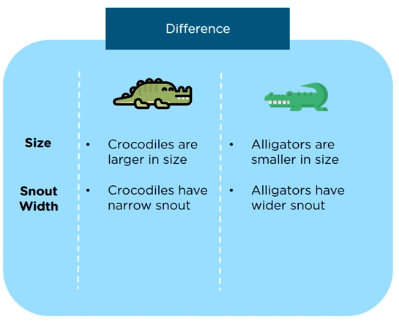 Difference
Size
• Crocodiles are
larger in size
• Alligators are
smaller in size
Snout
Width
• Crocodiles have
narrow snout
• Alligators have
wider snout